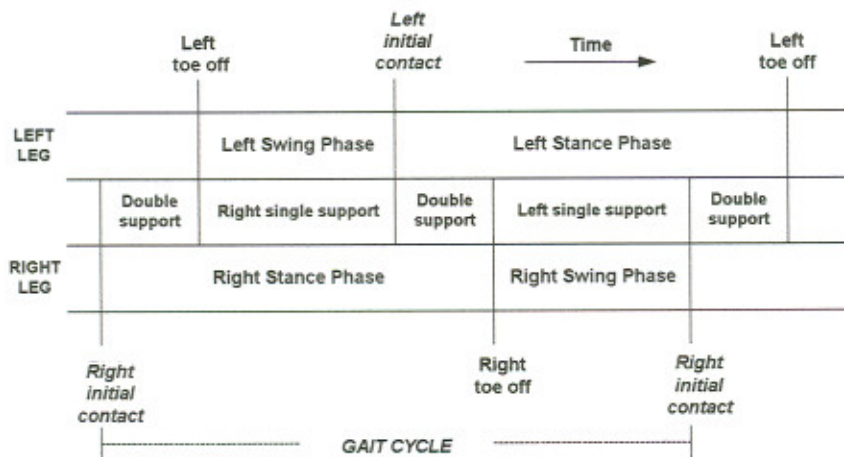 Left
toe off
Left
initial
contact
Time
Left
toe off
LEFT
LEG
Left Swing Phase
Left Stance Phase
Double
support
Right single support
Double
support
Left single support
Double
support
RIGHT
LEG
Right Stance Phase
Right Swing Phase
Right
initial
contact
Right
toe off
Right
initial
contact
GAIT CYCLE